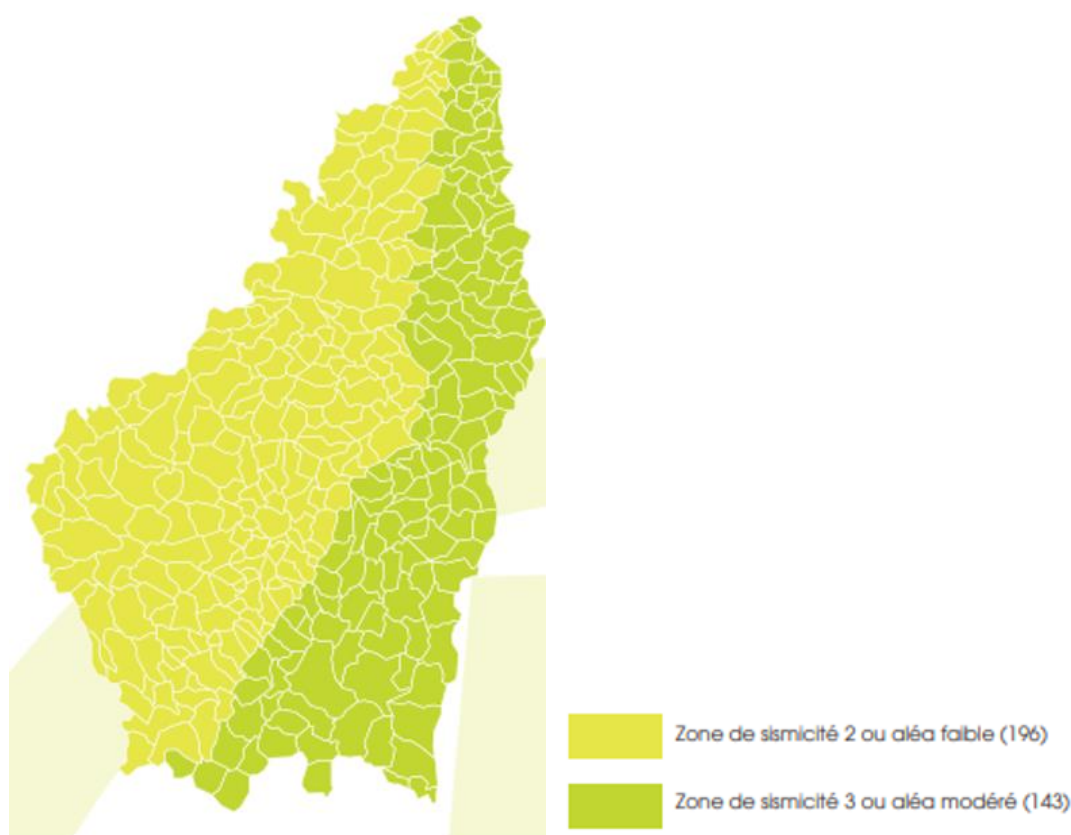 Zone de sismicité 2 ou aléa faible (196)
Zone de sismicité 3 ou aléa modéré (143)